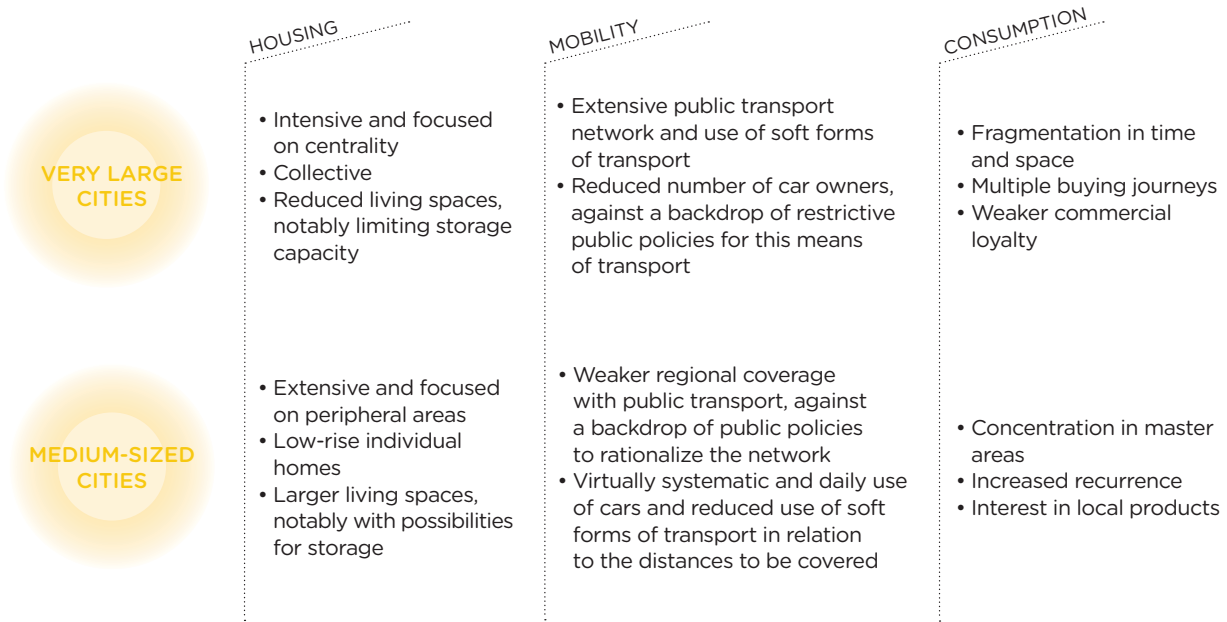 HOUSING
MOBILITY
CONSUMPTION
VERY LARGE
CITIES
• Intensive and focused
on centrality
• Collective
• Reduced living spaces,
notably limiting storage
capacity
• Extensive public transport
network and use of soft forms
of transport
• Reduced number of car owners,
against a backdrop of restrictive
public policies for this means
of transport
• Fragmentation in time
and space
• Multiple buying journeys
• Weaker commercial
loyalty
MEDIUM-SIZED
CITIES
• Extensive and focused
on peripheral areas
• Low-rise individual
homes
• Larger living spaces,
notably with possibilities
for storage
• Weaker regional coverage
with public transport, against
a backdrop of public policies
to rationalize the network
• Virtually systematic and daily use
of cars and reduced use of soft
forms of transport in relation
to the distances to be covered
• Concentration in master
areas
• Increased recurrence
• Interest in local products